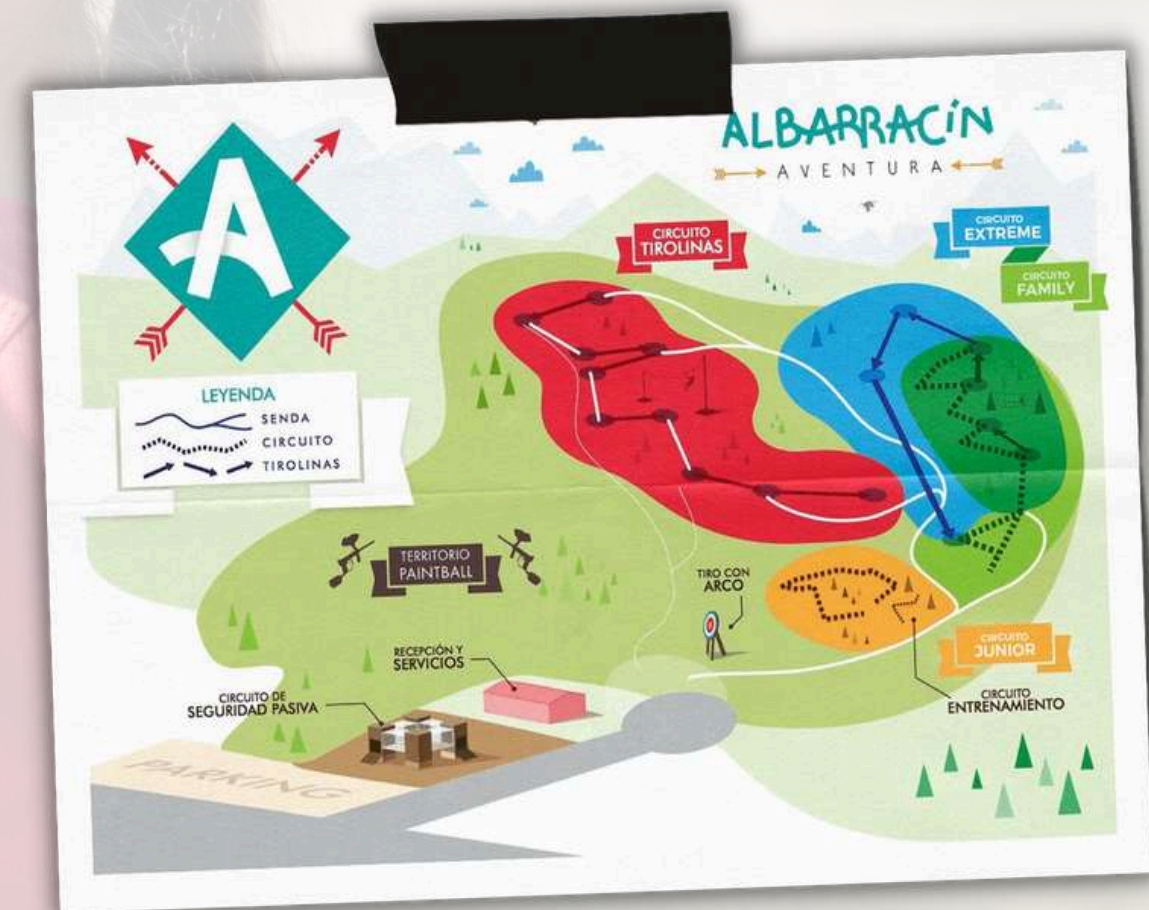 ALBARRACíN
AVENTURA
A
CIRCUITO
TIROLINAS
CIRCUITO
EXTREME
CIRCUITO
FAMILY
LEYENDA
SENDA
CIRCUITO
TIROLINAS
TERRITORIO
PAINTBALL
TIRO CON
ARCO
RECEPCIÓN Y
SERVICIOS
CIRCUITO
JUNIOR
CIRCUITO DE
SEGURIDAD PASIVA
CIRCUITO
ENTRENAMIENTO
PARKING